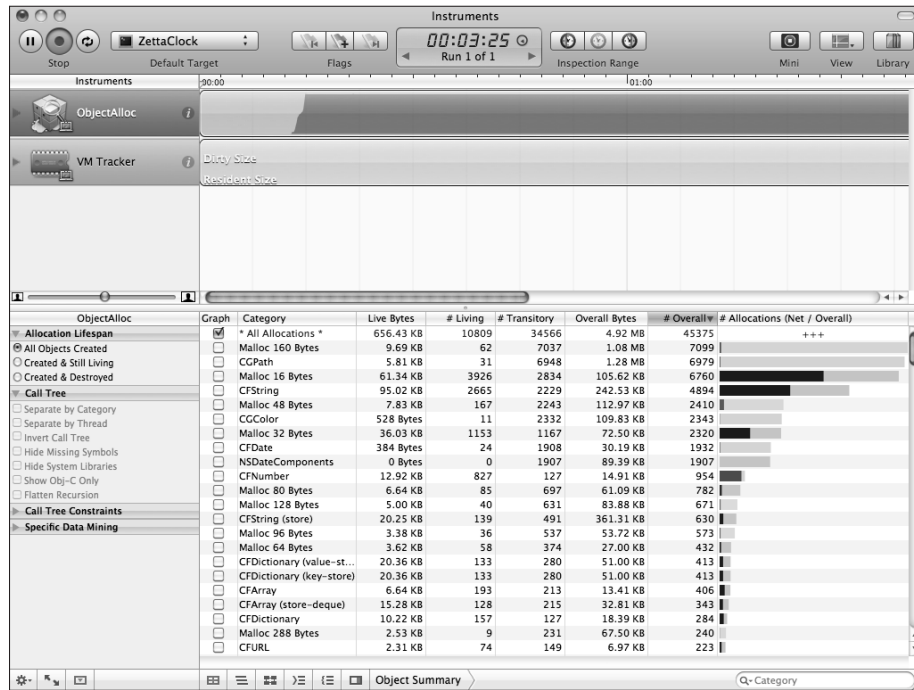 Instruments
ZettaClock
00:03:25
Run 1 of 1
Stop
Default Target
Flags
Inspection Range
Mini
View
Library
Instruments
00:00
01:00
ObjectAlloc
VM Tracker
Dirty Size
Resident Size
ObjectAlloc
Allocation Lifespan
All Objects Created
Created & Still Living
Created & Destroyed
Call Tree
Separate by Category
Separate by Thread
Invert Call Tree
Hide Missing Symbols
Hide System Libraries
Show Obj-C Only
Flatten Recursion
Call Tree Constraints
Specific Data Mining
Graph Category Live Bytes # Living # Transitory Overall Bytes # Overall # Allocations (Net / Overall)
* All Allocations * 656.43 KB 10809 34566 4.92 MB 45375 +++
Malloc 160 Bytes 9.69 KB 62 7037 1.08 MB 7099
CGPath 5.81 KB 31 6948 1.28 MB 6979
Malloc 16 Bytes 61.34 KB 3926 2834 105.62 KB 6760
CFString 95.02 KB 2665 2229 242.53 KB 4894
Malloc 48 Bytes 7.83 KB 167 2243 112.97 KB 2410
CGColor 528 Bytes 11 2332 109.83 KB 2343
Malloc 32 Bytes 36.03 KB 1153 1167 72.50 KB 2320
CFDate 384 Bytes 24 1908 30.19 KB 1932
NSDateComponents 0 Bytes 0 1907 89.39 KB 1907
CFNumber 12.92 KB 827 127 14.91 KB 954
Malloc 80 Bytes 6.64 KB 85 697 61.09 KB 782
Malloc 128 Bytes 5.00 KB 40 631 83.88 KB 671
CFString (store) 20.25 KB 139 491 361.31 KB 630
Malloc 96 Bytes 3.38 KB 36 537 53.72 KB 573
Malloc 64 Bytes 3.62 KB 58 374 27.00 KB 432
CFDictionary (value-st... 20.36 KB 133 280 51.00 KB 413
CFDictionary (key-store) 20.36 KB 133 280 51.00 KB 413
CFArray 6.64 KB 193 213 13.41 KB 406
CFArray (store-deque) 15.28 KB 128 215 32.81 KB 343
CFDictionary 10.22 KB 157 127 18.39 KB 284
Malloc 288 Bytes 2.53 KB 9 231 67.50 KB 240
CFURL 2.31 KB 74 149 6.97 KB 223
Object Summary
Category